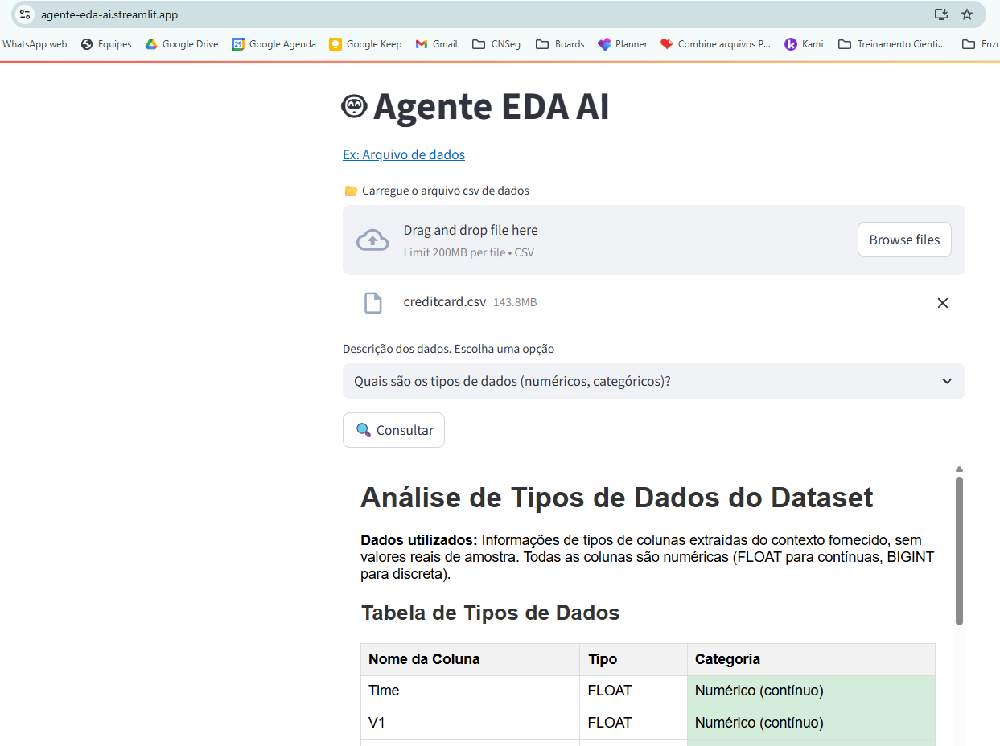 agente-eda-ai.streamlit.app
WhatsApp web Equipes Google Drive 29 Google Agenda Google Keep Gmail CNSeg Boards Planner Combine arquivos P... k Kami Treinamento Cienti... Enzo
Agente EDA AI
Ex: Arquivo de dados
Carregue o arquivo csv de dados
Drag and drop file here
Limit 200MB per file • CSV
Browse files
creditcard.csv 143.8MB
Descrição dos dados. Escolha uma opção
Quais são os tipos de dados (numéricos, categóricos)?
Consultar
Análise de Tipos de Dados do Dataset
Dados utilizados: Informações de tipos de colunas extraídas do contexto fornecido, sem
valores reais de amostra. Todas as colunas são numéricas (FLOAT para contínuas, BIGINT
para discreta).
Tabela de Tipos de Dados
Nome da Coluna Tipo Categoria
Time FLOAT Numérico (contínuo)
V1 FLOAT Numérico (contínuo)